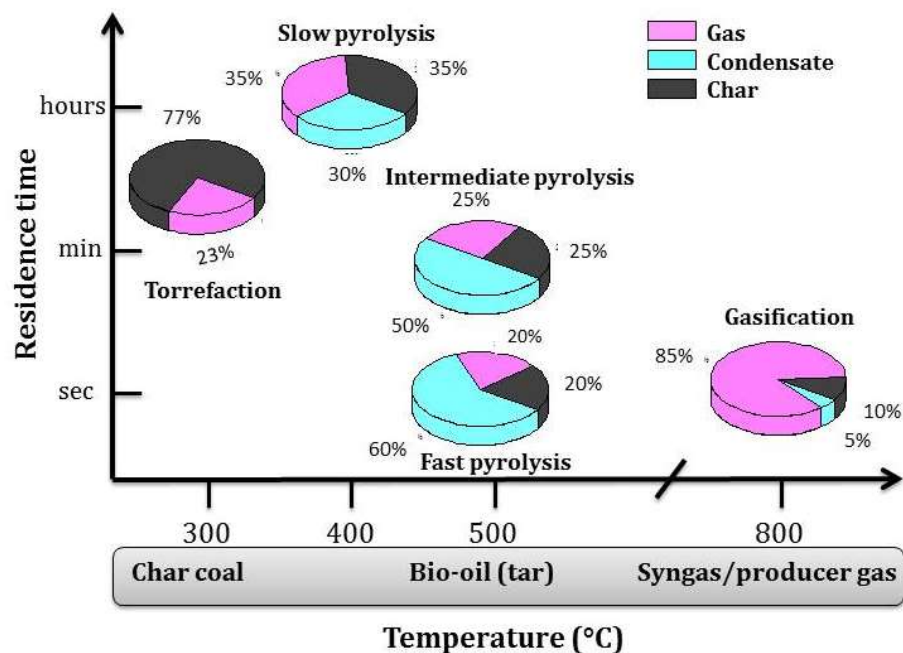 Slow pyrolysis
Gas
Condensate
Char
35%
35%
30%
hours
77%
23%
Torrefaction
Intermediate pyrolysis
25%
25%
50%
min
Residence time
Gasification
85%
10%
5%
20%
20%
60%
Fast pyrolysis
sec
300
400
500
800
Char coal
Bio-oil (tar)
Syngas/producer gas
Temperature (°C)